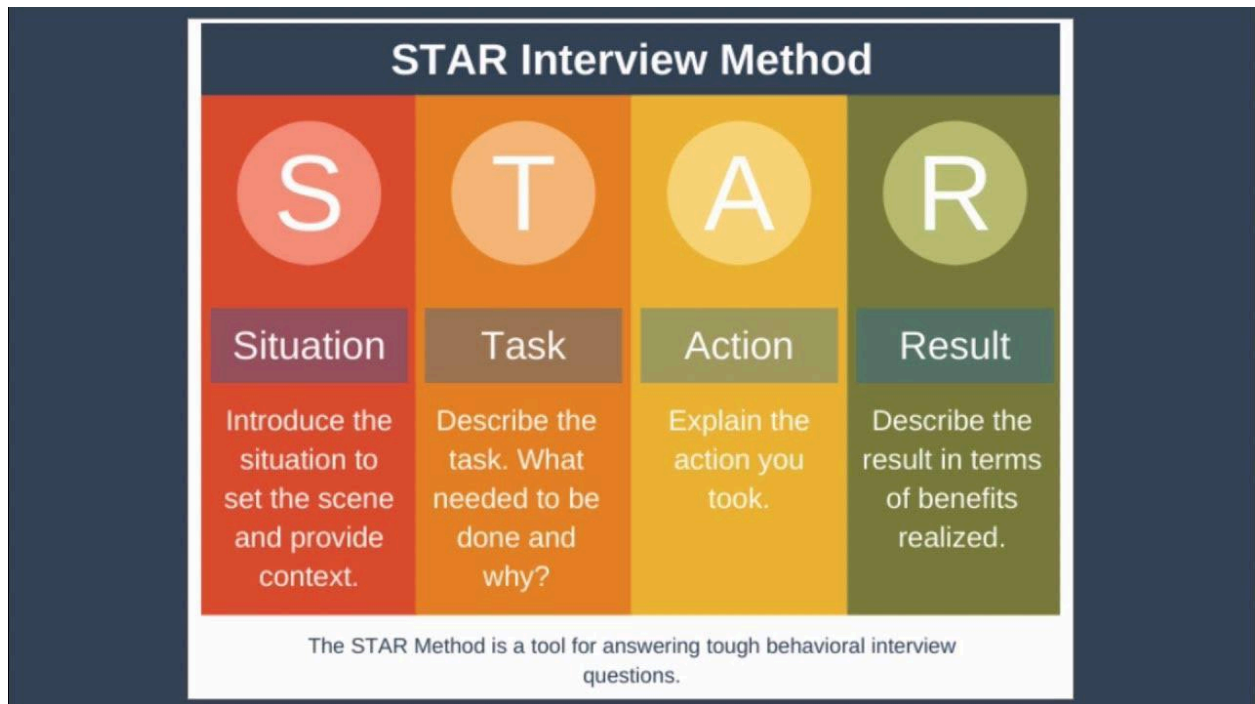 STAR Interview Method
S
T
A
R
Situation
Introduce the
situation to
set the scene
and provide
context.
Task
Describe the
task. What
needed to be
done and
why?
Action
Explain the
action you
took.
Result
Describe the
result in terms
of benefits
realized.
The STAR Method is a tool for answering tough behavioral interview
questions.